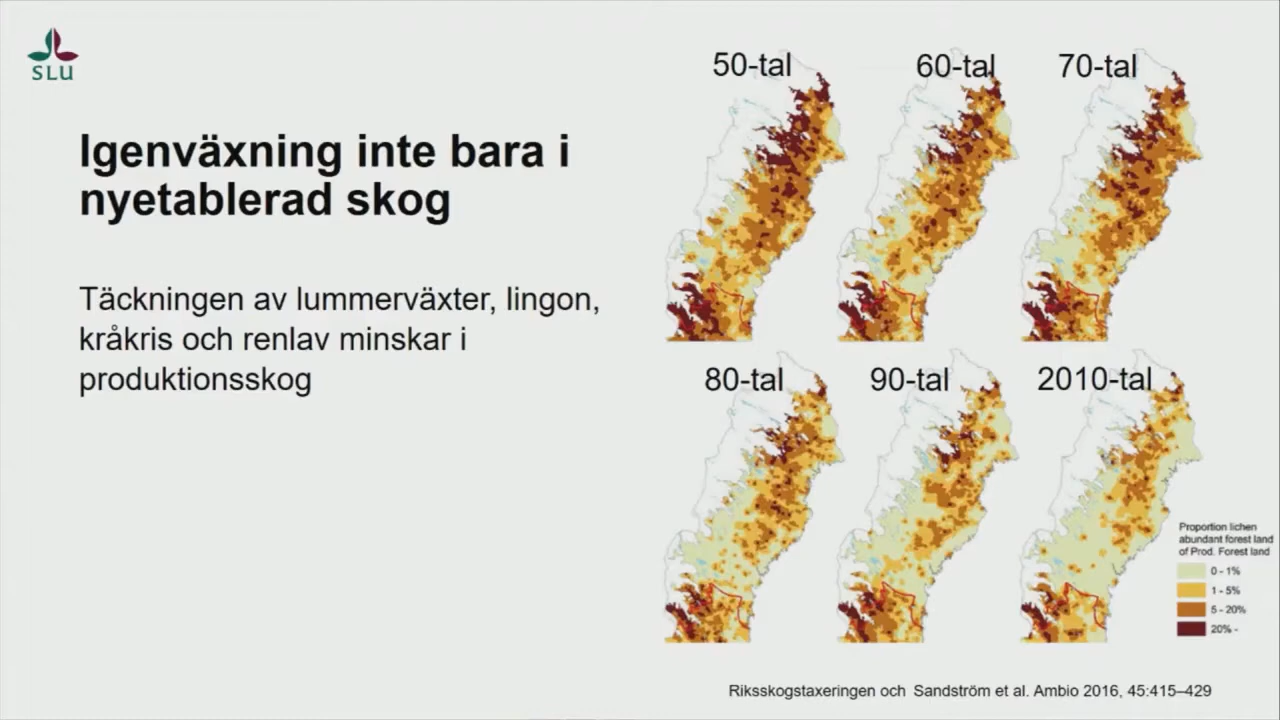 SLU
Igenväxning inte bara i
nyetablerad skog
Täckningen av lummerväxter, lingon,
kråkris och renlav minskar i
produktionsskog
50-tal
60-tal
70-tal
80-tal
90-tal
2010-tal
Proportion lichen
abundant forest land
of Prod. Forest land
0 - 1%
1 - 5%
5 - 20%
20% -
Riksskogstaxeringen och Sandström et al. Ambio 2016, 45:415–429